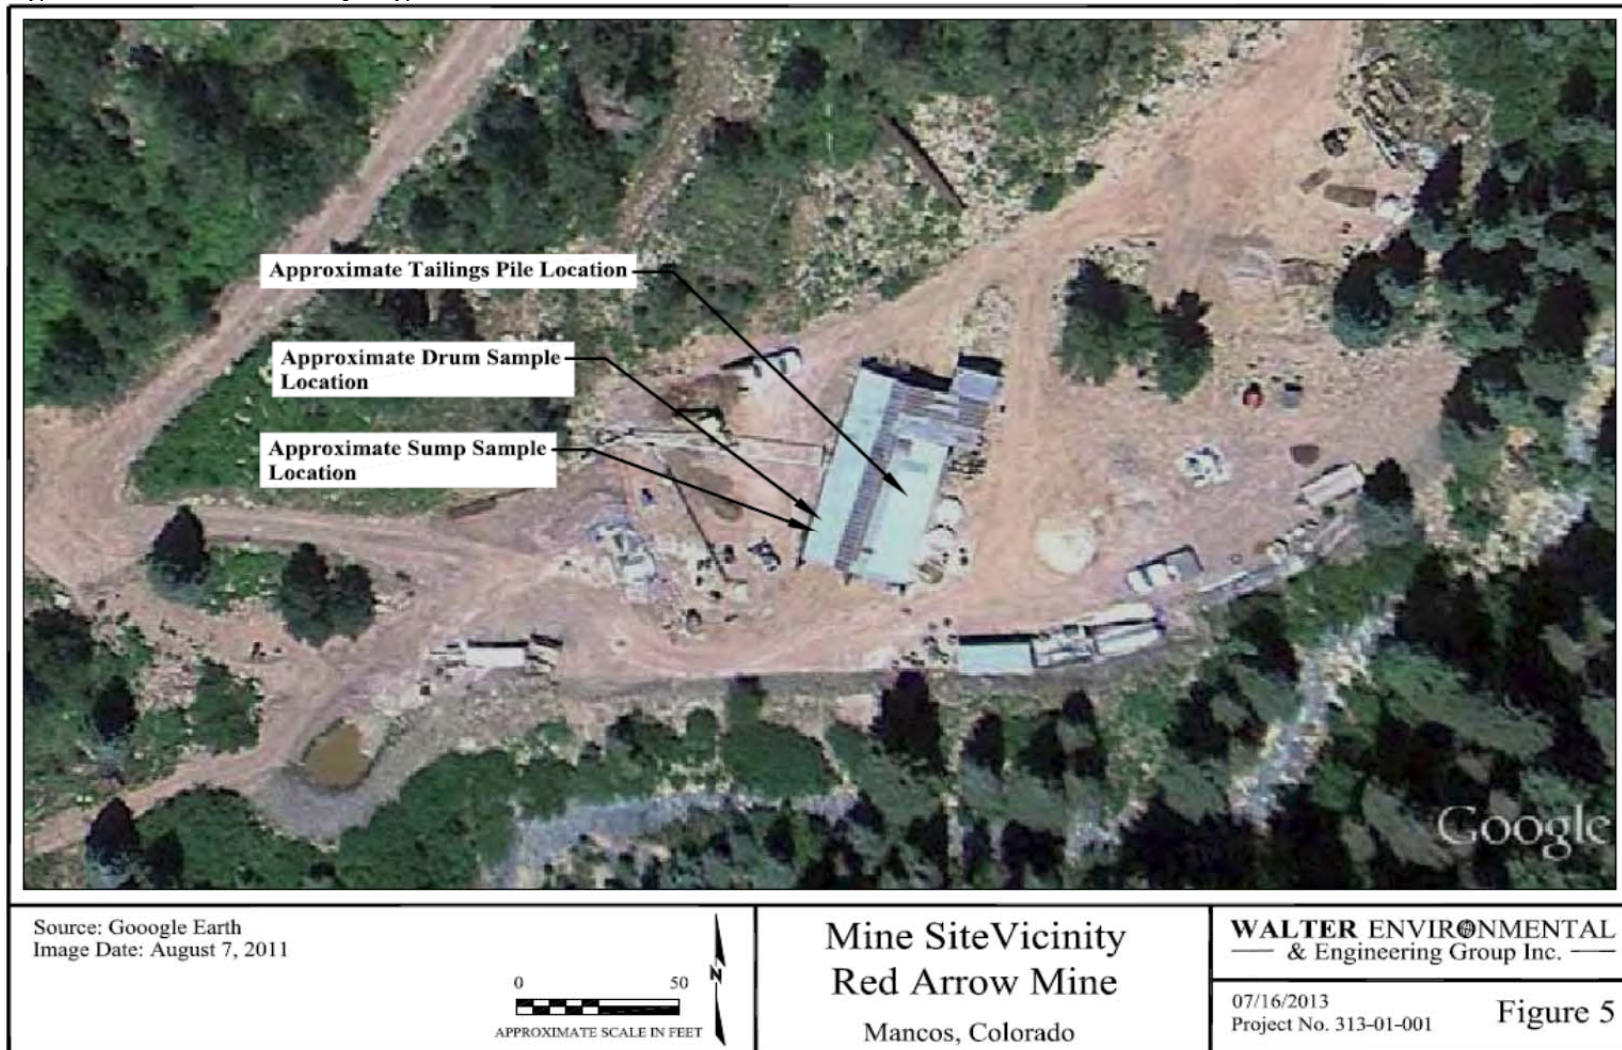 Approximate Tailings Pile Location
Approximate Drum Sample
Location
Approximate Sump Sample
Location
Google
Source: Gooogle Earth
Image Date: August 7, 2011
0 50
N
APPROXIMATE SCALE IN FEET
Mine SiteVicinity
Red Arrow Mine
Mancos, Colorado
WALTER ENVIRONMENTAL
& Engineering Group Inc.
07/16/2013
Project No. 313-01-001
Figure 5